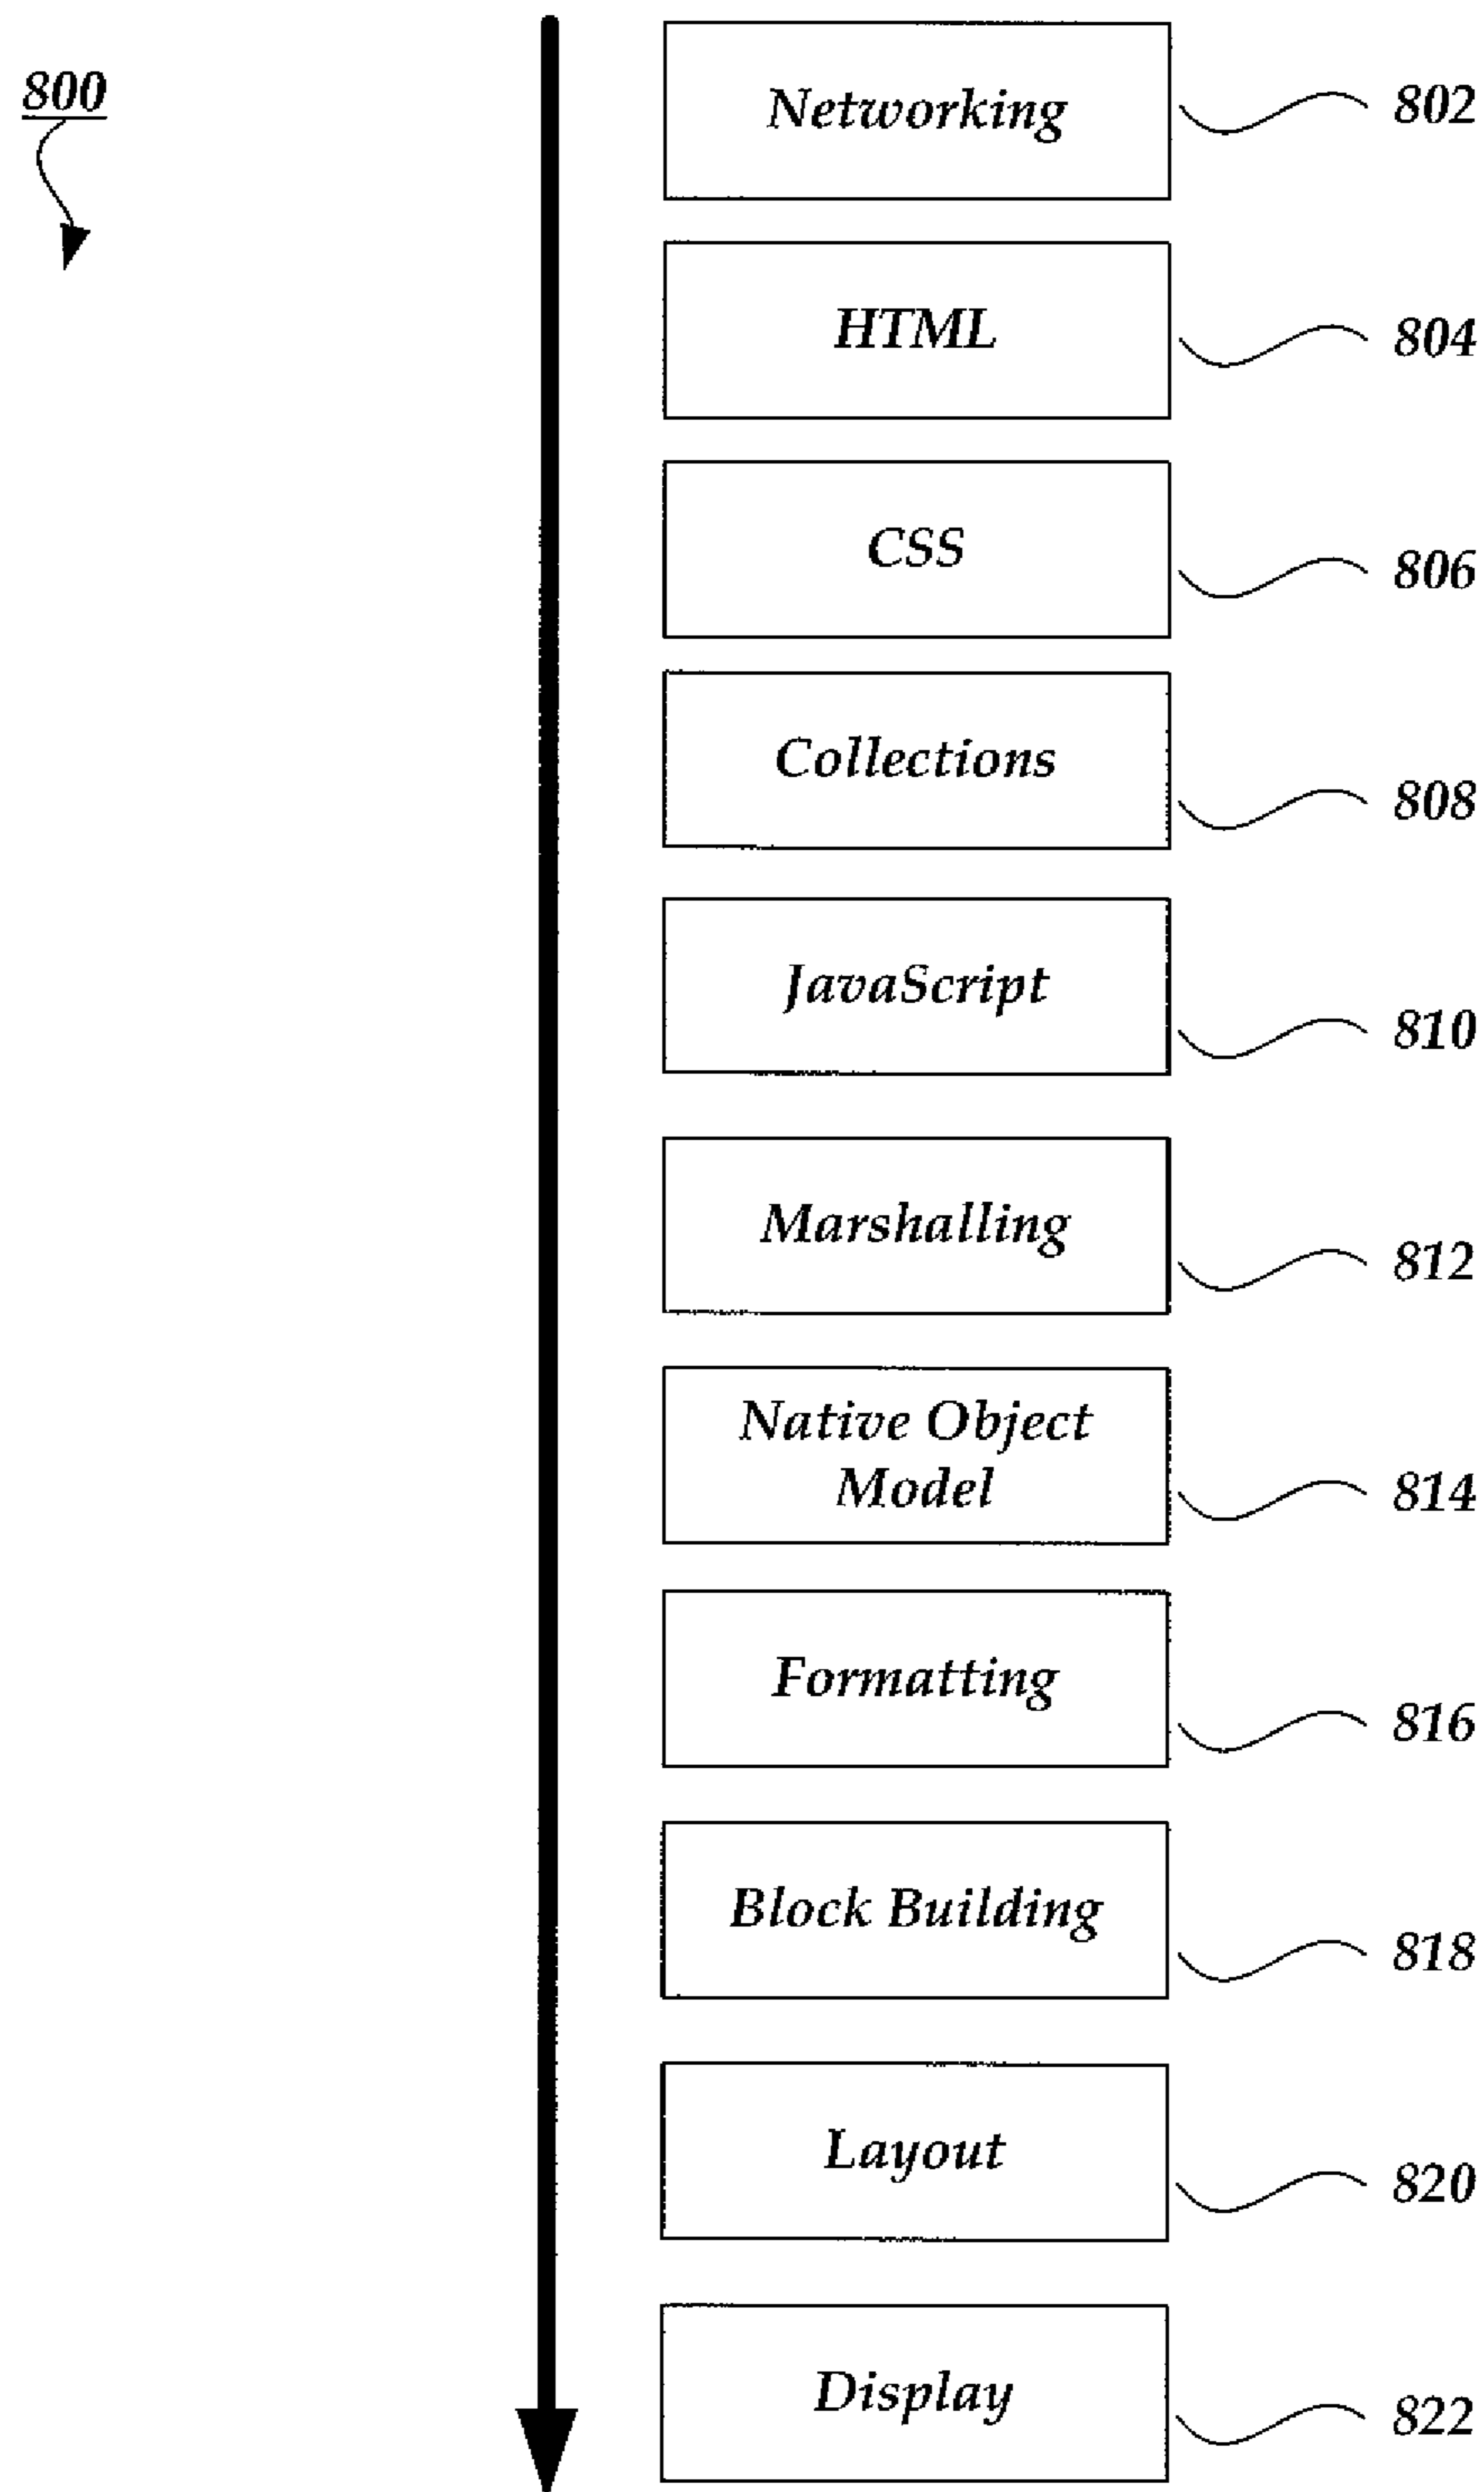 800
Networking
802
HTML
804
CSS
806
Collections
808
JavaScript
810
Marshalling
812
Native Object
Model
814
Formatting
816
Block Building
818
Layout
820
Display
822